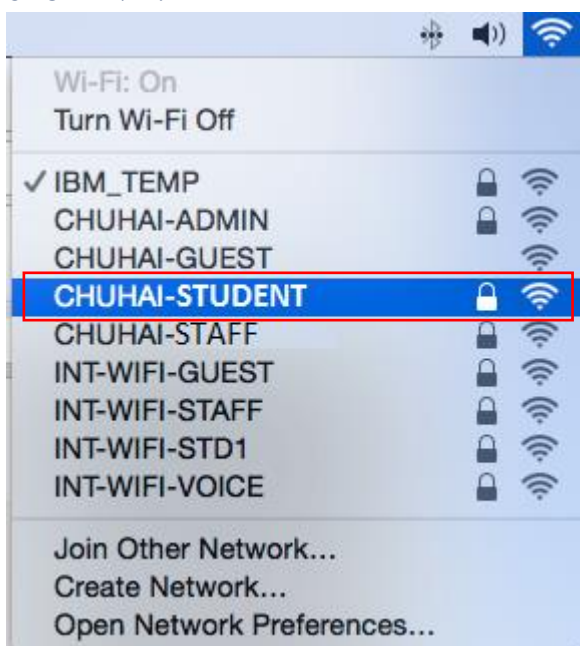 Wi-Fi: On
Turn Wi-Fi Off
IBM_TEMP
CHUHAI-ADMIN
CHUHAI-GUEST
CHUHAI-STUDENT
CHUHAI-STAFF
INT-WIFI-GUEST
INT-WIFI-STAFF
INT-WIFI-STD1
INT-WIFI-VOICE
Join Other Network...
Create Network...
Open Network Preferences...